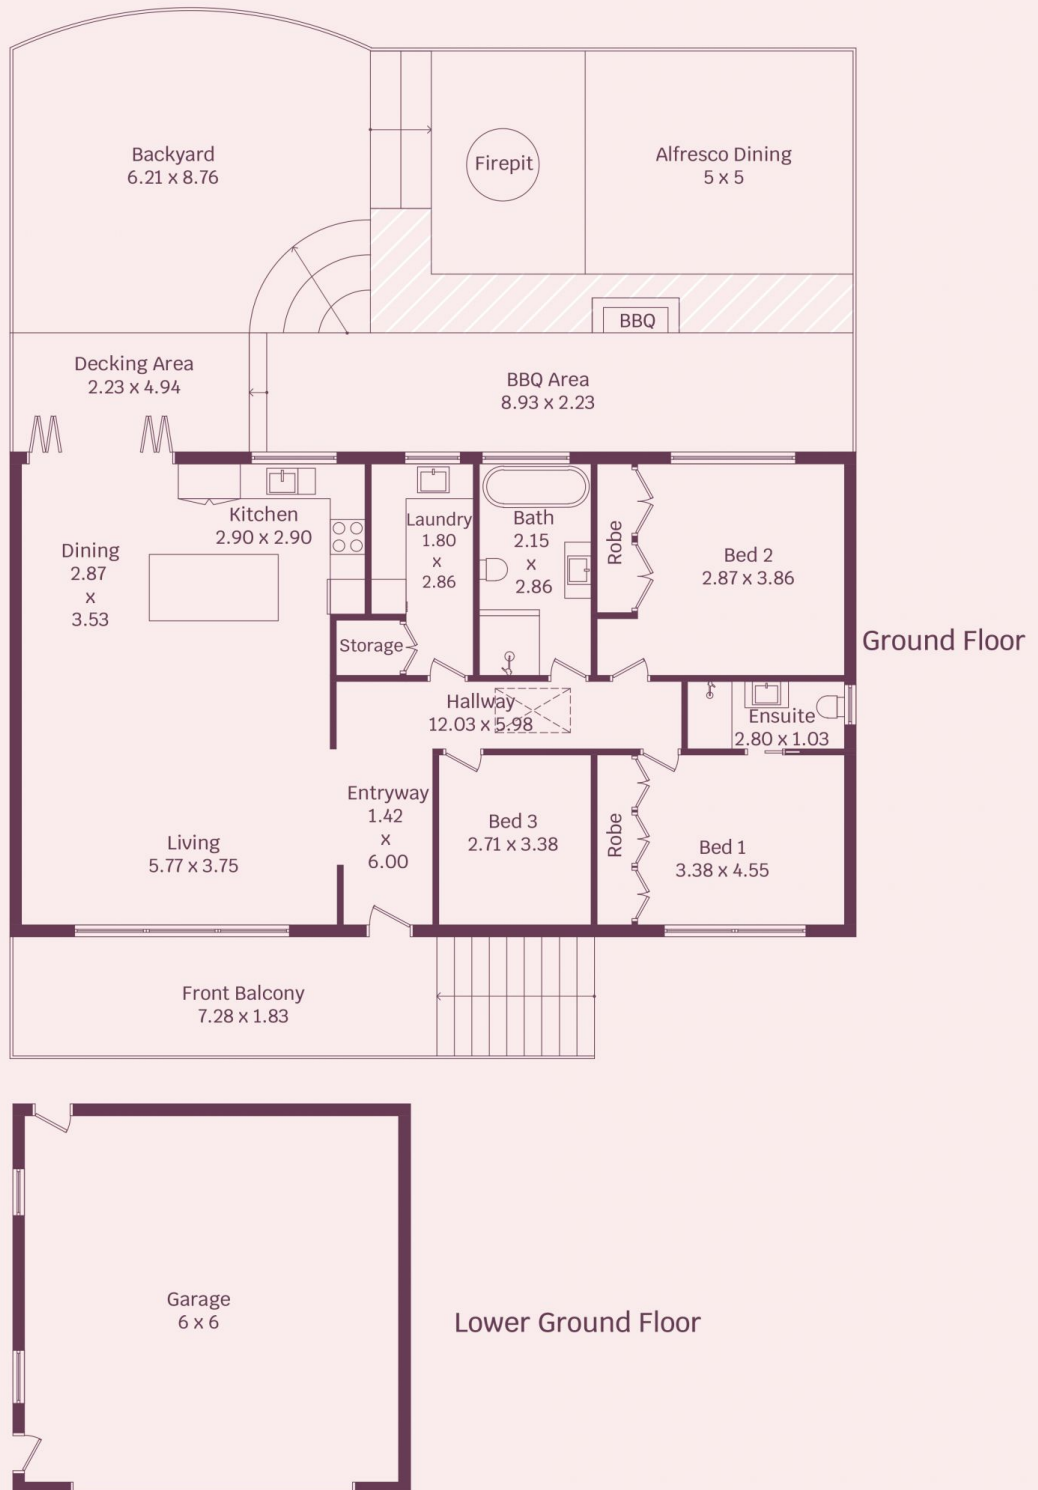 Backyard
6.21 x 8.76
Firepit
Alfresco Dining
5 x 5
BBQ
Decking Area
2.23 x 4.94
BBQ Area
8.93 x 2.23
Kitchen
2.90 x 2.90
Dining
2.87
x
3.53
Laundry
1.80
x
2.86
Bath
2.15
x
2.86
Robe
Bed 2
2.87 x 3.86
Storage
Ground Floor
Hallway
12.03 x 5.98
Ensuite
2.80 x 1.03
Entryway
1.42
x
6.00
Living
5.77 x 3.75
Bed 3
2.71 x 3.38
Robe
Bed 1
3.38 x 4.55
Front Balcony
7.28 x 1.83
Garage
6 x 6
Lower Ground Floor